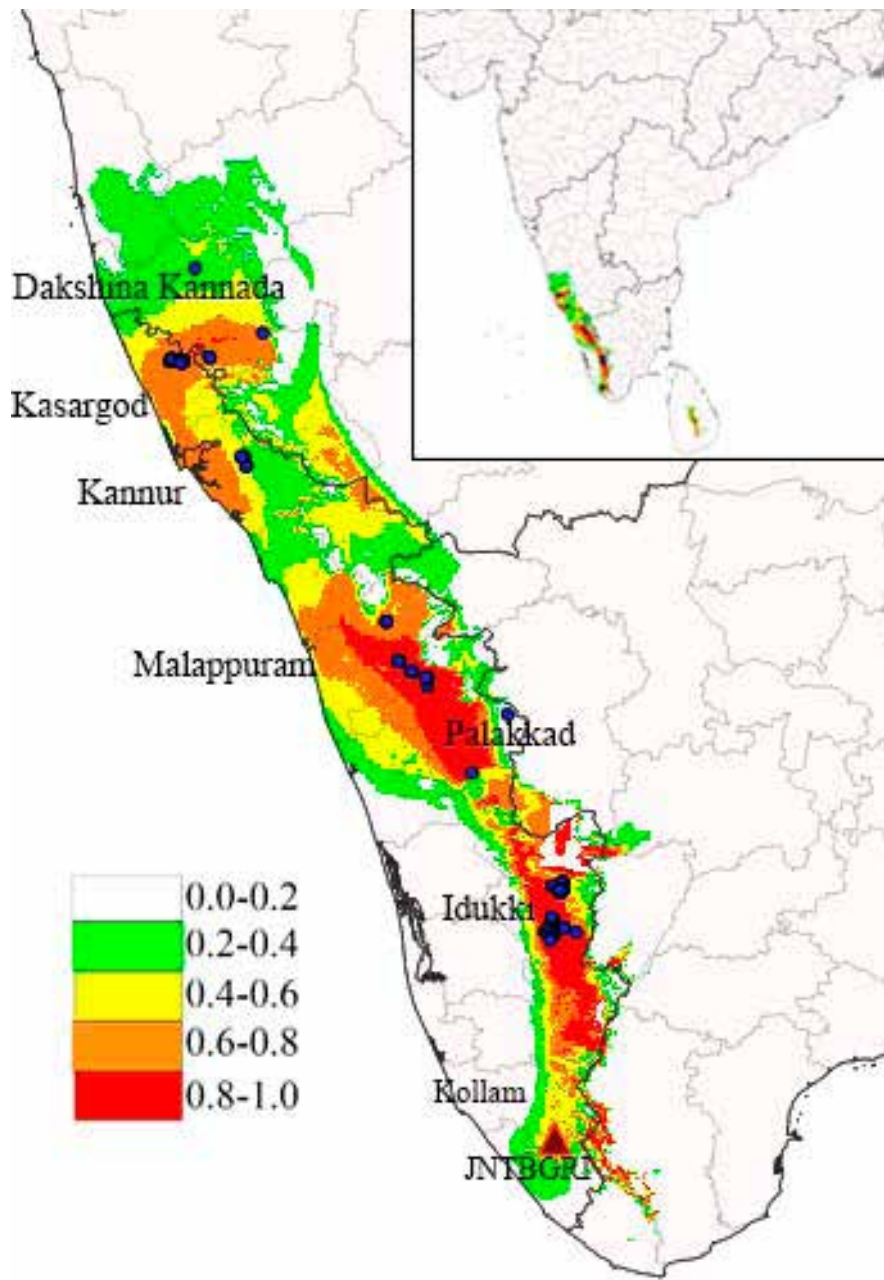 Dakshina Kannada
Kasargod
Kannur
Malappuram
Palakkad
Idukki
Kollam
JNTBGRI
0.0-0.2
0.2-0.4
0.4-0.6
0.6-0.8
0.8-1.0